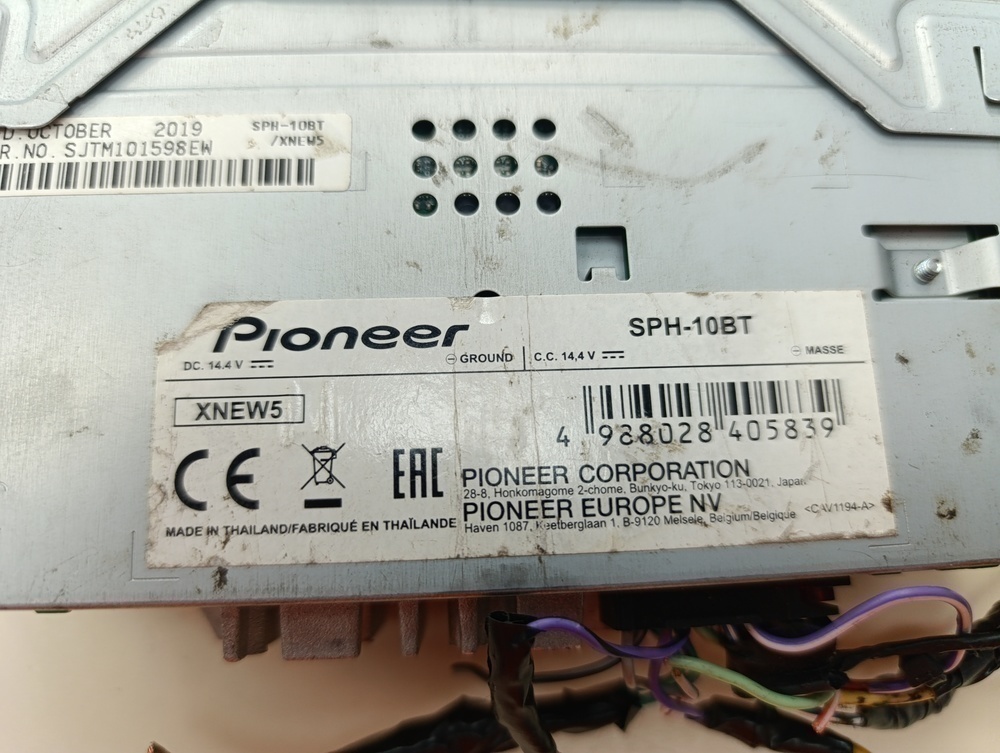 D. OCTOBER 2019 SPH-10BT
/XNEW5
R.NO. SJTM101598EW
Pioneer SPH-10BT
DC. 14.4 V ⎓ ⊖ GROUND C.C. 14,4 V ⎓ ⊖ MASSE
XNEW5
4 988028 405839
CE EAC
PIONEER CORPORATION
28-8, Honkomagome 2-chome, Bunkyo-ku, Tokyo 113-0021, Japan
PIONEER EUROPE NV
Haven 1087, Keetberglaan 1, B-9120 Melsele, Belgium/Belgique <CAV1194-A>
MADE IN THAILAND/FABRIQUÉ EN THAÏLANDE